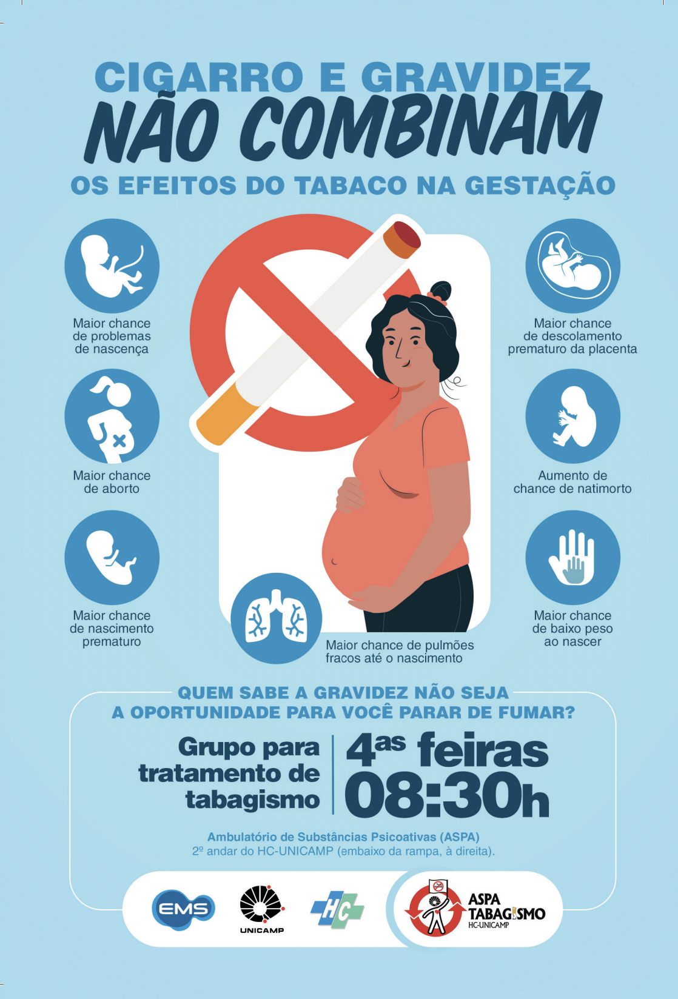 CIGARRO E GRAVIDEZ
NÃO COMBINAM
OS EFEITOS DO TABACO NA GESTAÇÃO
Maior chance
de problemas
de nascença
Maior chance
de descolamento
prematuro da placenta
Maior chance
de aborto
Aumento de
chance de natimorto
Maior chance
de nascimento
prematuro
Maior chance
de baixo peso
ao nascer
Maior chance de pulmões
fracos até o nascimento
QUEM SABE A GRAVIDEZ NÃO SEJA
A OPORTUNIDADE PARA VOCÊ PARAR DE FUMAR?
Grupo para
tratamento de
tabagismo
4as feiras
08:30h
Ambulatório de Substâncias Psicoativas (ASPA)
2º andar do HC-UNICAMP (embaixo da rampa, à direita).
EMS
UNICAMP
HC
ASPA
TABAGISMO
HC-UNICAMP